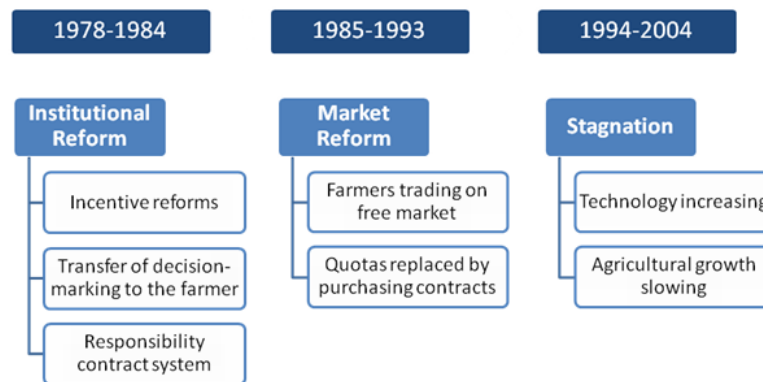 1978-1984
1985-1993
1994-2004
Institutional
Reform
Incentive reforms
Transfer of decision-
marking to the farmer
Responsibility
contract system
Market
Reform
Farmers trading on
free market
Quotas replaced by
purchasing contracts
Stagnation
Technology increasing
Agricultural growth
slowing